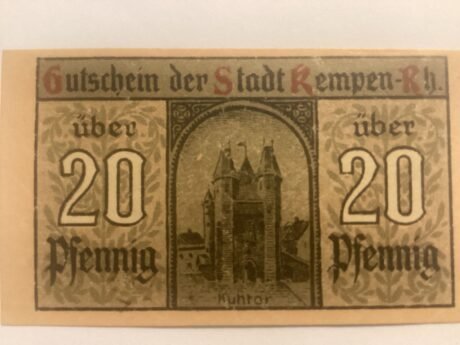 Gutschein der Stadt Kempen-Rh.
über
20
Pfennig
Kuhtor
über
20
Pfennig